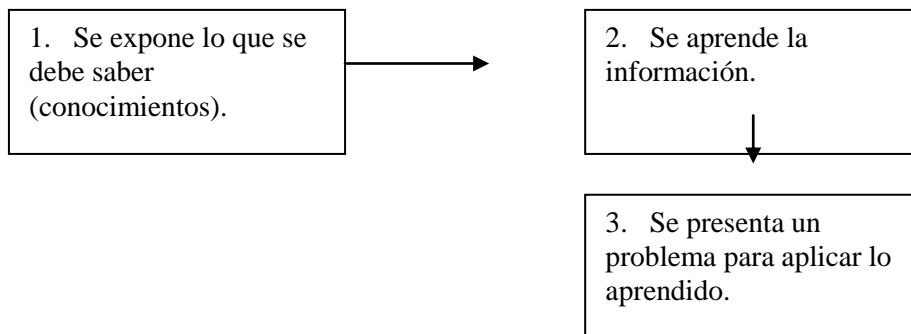 1. Se expone lo que se
debe saber
(conocimientos).
2. Se aprende la
información.
3. Se presenta un
problema para aplicar lo
aprendido.